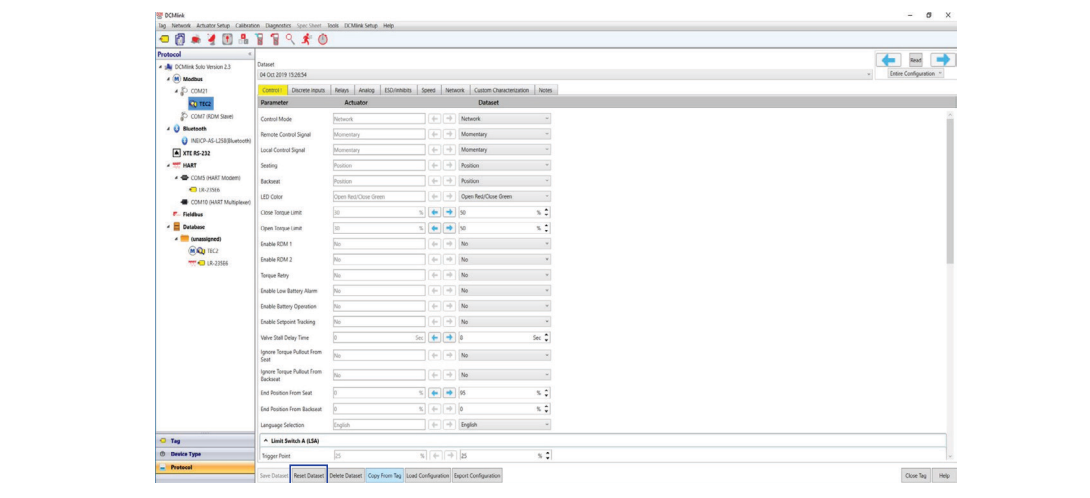 DCMlink
Tag Network Actuator Setup Calibration Diagnostics Spec Sheet Tools DCMlink Setup Help
Protocol
DCMlink Solo Version 2.3
Modbus
COM21
TEC2
COM7 (RDM Slave)
Bluetooth
INEICP-AS-L258(Bluetooth)
XTE RS-232
HART
COM5 (HART Modem)
LR-235E6
COM10 (HART Multiplexer)
Fieldbus
Database
(unassigned)
TEC2
LR-235E6
Tag
Device Type
Protocol
Dataset
04 Oct 2019 15:28:54
Read
Entire Configuration
Control Discrete Inputs Relays Analog ESD/Inhibits Speed Network Custom Characterization Notes
Parameter Actuator Dataset
Control Mode Network Network
Remote Control Signal Momentary Momentary
Local Control Signal Momentary Momentary
Seating Position Position
Backseat Position Position
LED Color Open Red/Close Green Open Red/Close Green
Close Torque Limit 30 % 50 %
Open Torque Limit 30 % 50 %
Enable RDM 1 No No
Enable RDM 2 No No
Torque Retry No No
Enable Low Battery Alarm No No
Enable Battery Operation No No
Enable Setpoint Tracking No No
Valve Stall Delay Time 0 Sec 0 Sec
Ignore Torque Pullout From
Seat No No
Ignore Torque Pullout From
Backseat No No
End Position From Seat 0 % 95 %
End Position From Backseat 0 % 0 %
Language Selection English English
Limit Switch A (LSA)
Trigger Point 25 % 25 %
Save Dataset Reset Dataset Delete Dataset Copy From Tag Load Configuration Export Configuration Close Tag Help